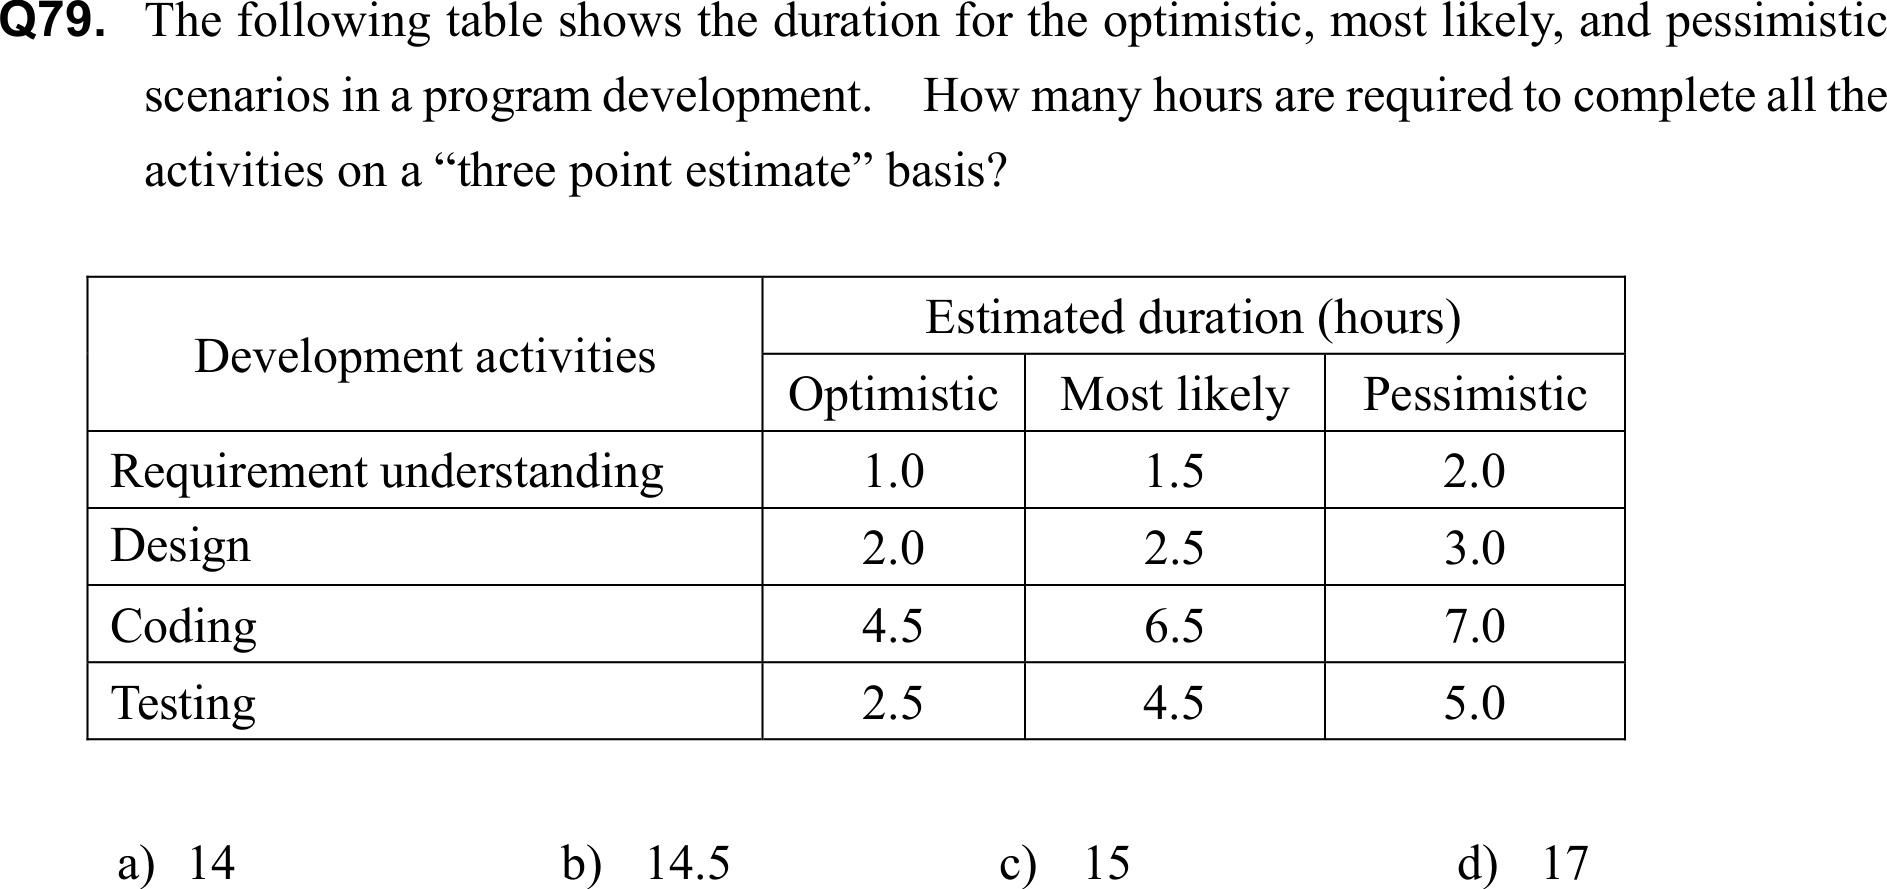 Q79. The following table shows the duration for the optimistic, most likely, and pessimistic
scenarios in a program development. How many hours are required to complete all the
activities on a “three point estimate” basis?
Development activities
Estimated duration (hours)
Optimistic Most likely Pessimistic
Requirement understanding 1.0 1.5 2.0
Design 2.0 2.5 3.0
Coding 4.5 6.5 7.0
Testing 2.5 4.5 5.0
a) 14 b) 14.5 c) 15 d) 17